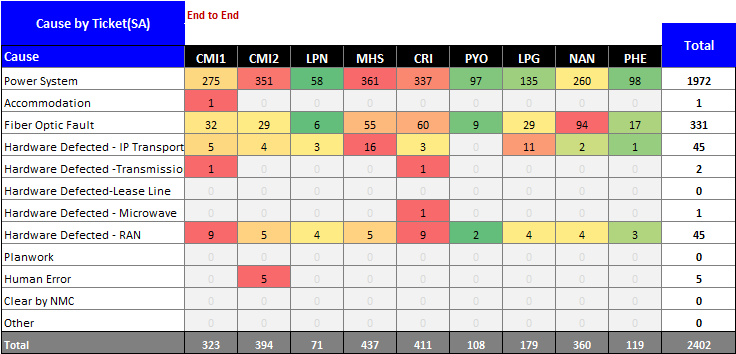 Cause by Ticket(SA) End to End Total
Cause CMI1 CMI2 LPN MHS CRI PYO LPG NAN PHE
Power System 275 351 58 361 337 97 135 260 98 1972
Accommodation 1 0 0 0 0 0 0 0 0 1
Fiber Optic Fault 32 29 6 55 60 9 29 94 17 331
Hardware Defected - IP Transport 5 4 3 16 3 0 11 2 1 45
Hardware Defected -Transmissio 1 0 0 0 1 0 0 0 0 2
Hardware Defected-Lease Line 0 0 0 0 0 0 0 0 0 0
Hardware Defected - Microwave 0 0 0 0 1 0 0 0 0 1
Hardware Defected - RAN 9 5 4 5 9 2 4 4 3 45
Planwork 0 0 0 0 0 0 0 0 0 0
Human Error 0 5 0 0 0 0 0 0 0 5
Clear by NMC 0 0 0 0 0 0 0 0 0 0
Other 0 0 0 0 0 0 0 0 0 0
Total 323 394 71 437 411 108 179 360 119 2402